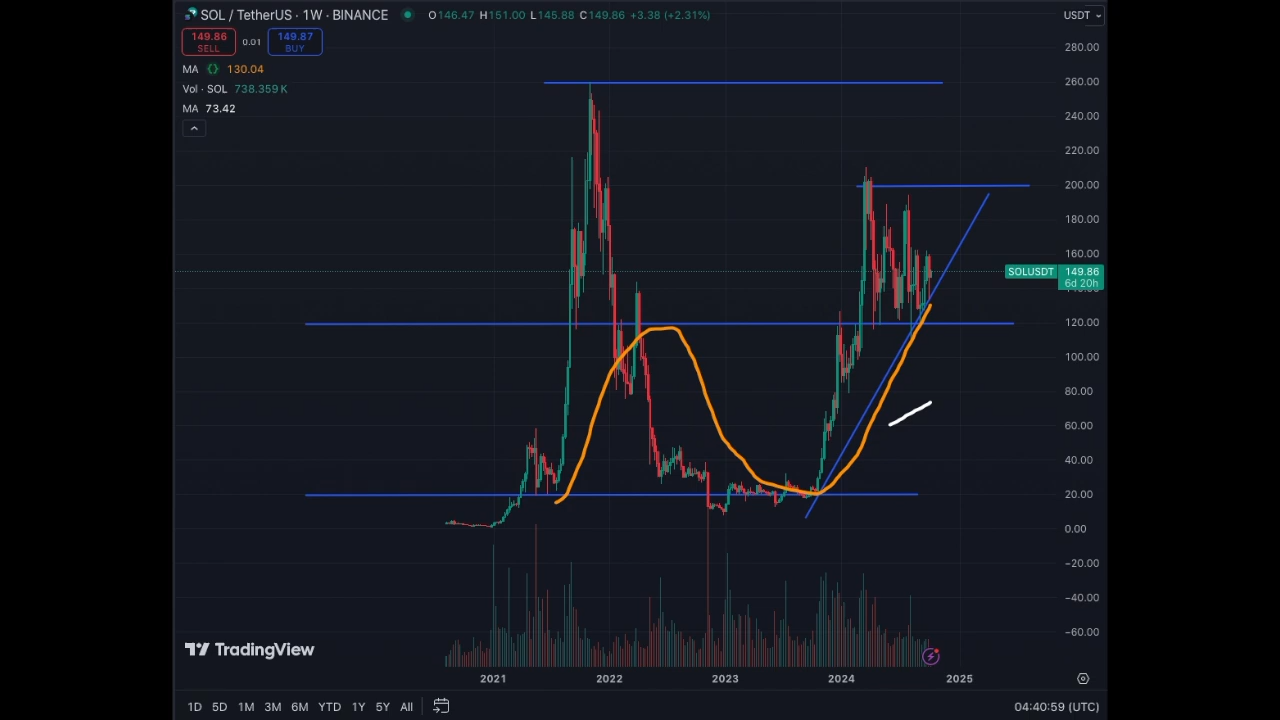 SOL / TetherUS · 1W · BINANCE O146.47 H151.00 L145.88 C149.86 +3.38 (+2.31%) USDT
149.86 0.01 149.87
SELL BUY
MA 130.04
Vol · SOL 738.359 K
MA 73.42
280.00
260.00
240.00
220.00
200.00
180.00
160.00
SOLUSDT 149.86
6d 20h
140.00
120.00
100.00
80.00
60.00
40.00
20.00
0.00
−20.00
−40.00
−60.00
TradingView
2021 2022 2023 2024 2025
1D 5D 1M 3M 6M YTD 1Y 5Y All 04:40:59 (UTC)